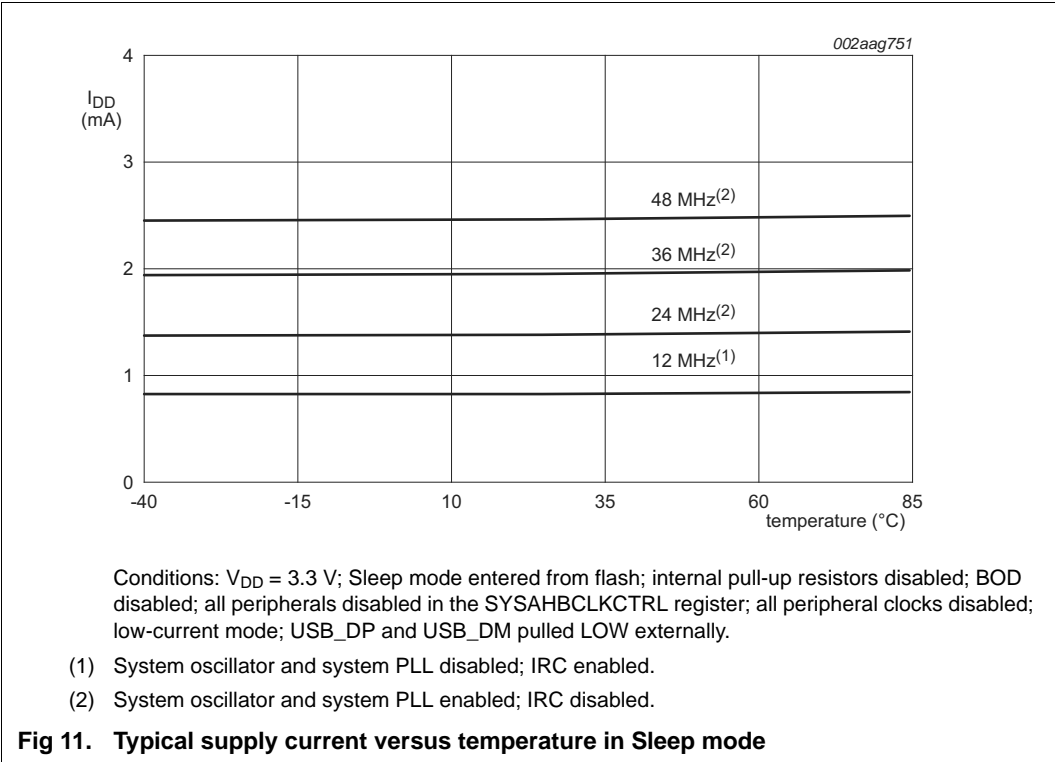 002aag751
4
I_DD
(mA)
3
48 MHz(2)
36 MHz(2)
2
24 MHz(2)
12 MHz(1)
1
0
-40 -15 10 35 60 85
temperature (°C)
Conditions: V_DD = 3.3 V; Sleep mode entered from flash; internal pull-up resistors disabled; BOD
disabled; all peripherals disabled in the SYSAHBCLKCTRL register; all peripheral clocks disabled;
low-current mode; USB_DP and USB_DM pulled LOW externally.
(1) System oscillator and system PLL disabled; IRC enabled.
(2) System oscillator and system PLL enabled; IRC disabled.
Fig 11. Typical supply current versus temperature in Sleep mode